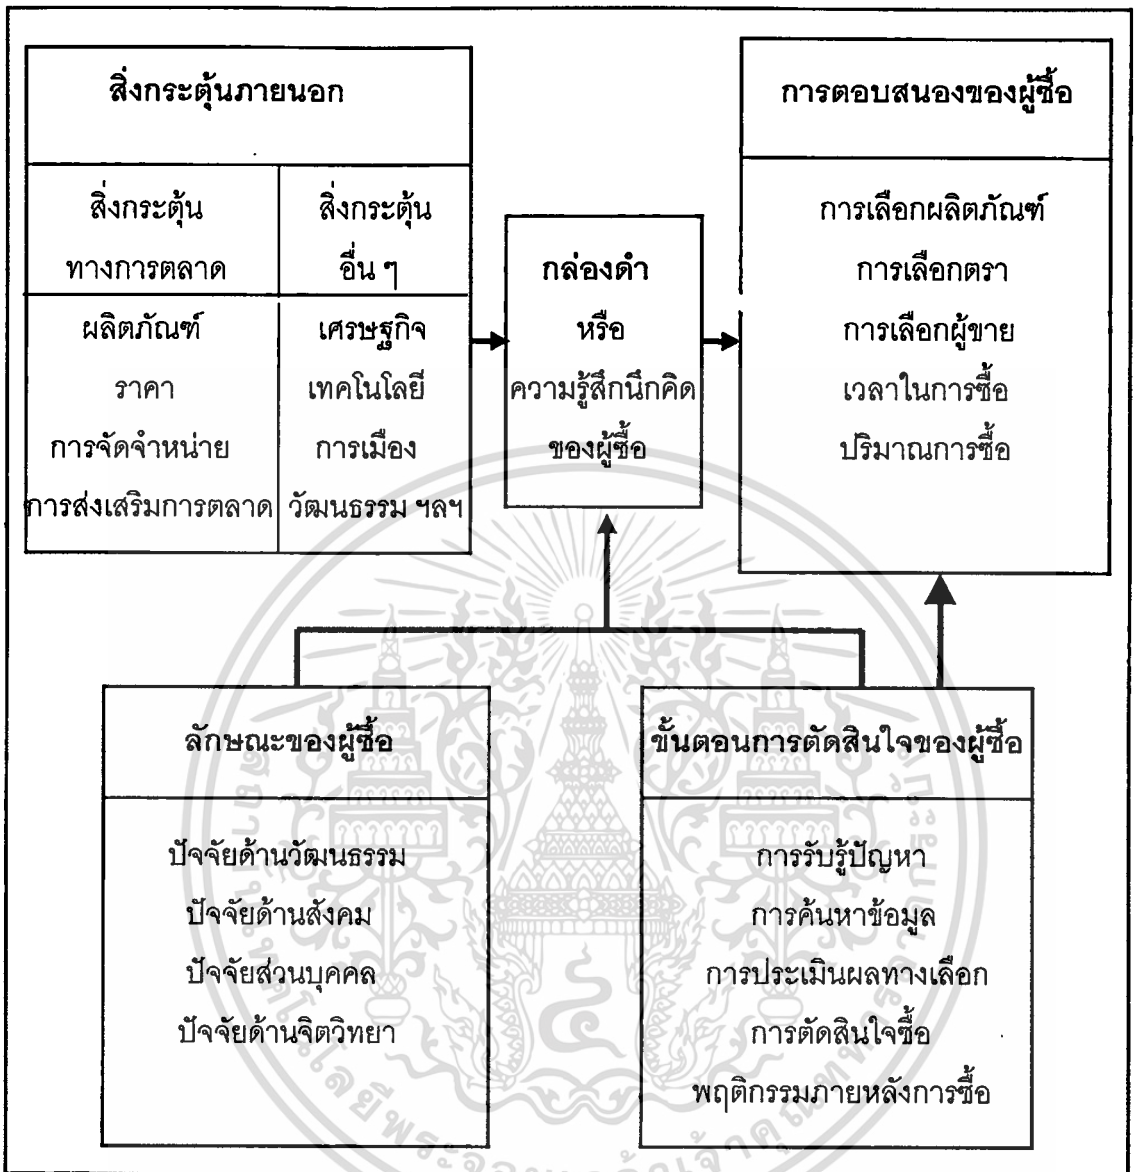 สิ่งกระตุ้นภายนอก
สิ่งกระตุ้น
ทางการตลาด
สิ่งกระตุ้น
อื่น ๆ
ผลิตภัณฑ์
ราคา
การจัดจำหน่าย
การส่งเสริมการตลาด
เศรษฐกิจ
เทคโนโลยี
การเมือง
วัฒนธรรม ฯลฯ
กล่องดำ
หรือ
ความรู้สึกนึกคิด
ของผู้ซื้อ
การตอบสนองของผู้ซื้อ
การเลือกผลิตภัณฑ์
การเลือกตรา
การเลือกผู้ขาย
เวลาในการซื้อ
ปริมาณการซื้อ
ลักษณะของผู้ซื้อ
ปัจจัยด้านวัฒนธรรม
ปัจจัยด้านสังคม
ปัจจัยส่วนบุคคล
ปัจจัยด้านจิตวิทยา
ขั้นตอนการตัดสินใจของผู้ซื้อ
การรับรู้ปัญหา
การค้นหาข้อมูล
การประเมินผลทางเลือก
การตัดสินใจซื้อ
พฤติกรรมภายหลังการซื้อ